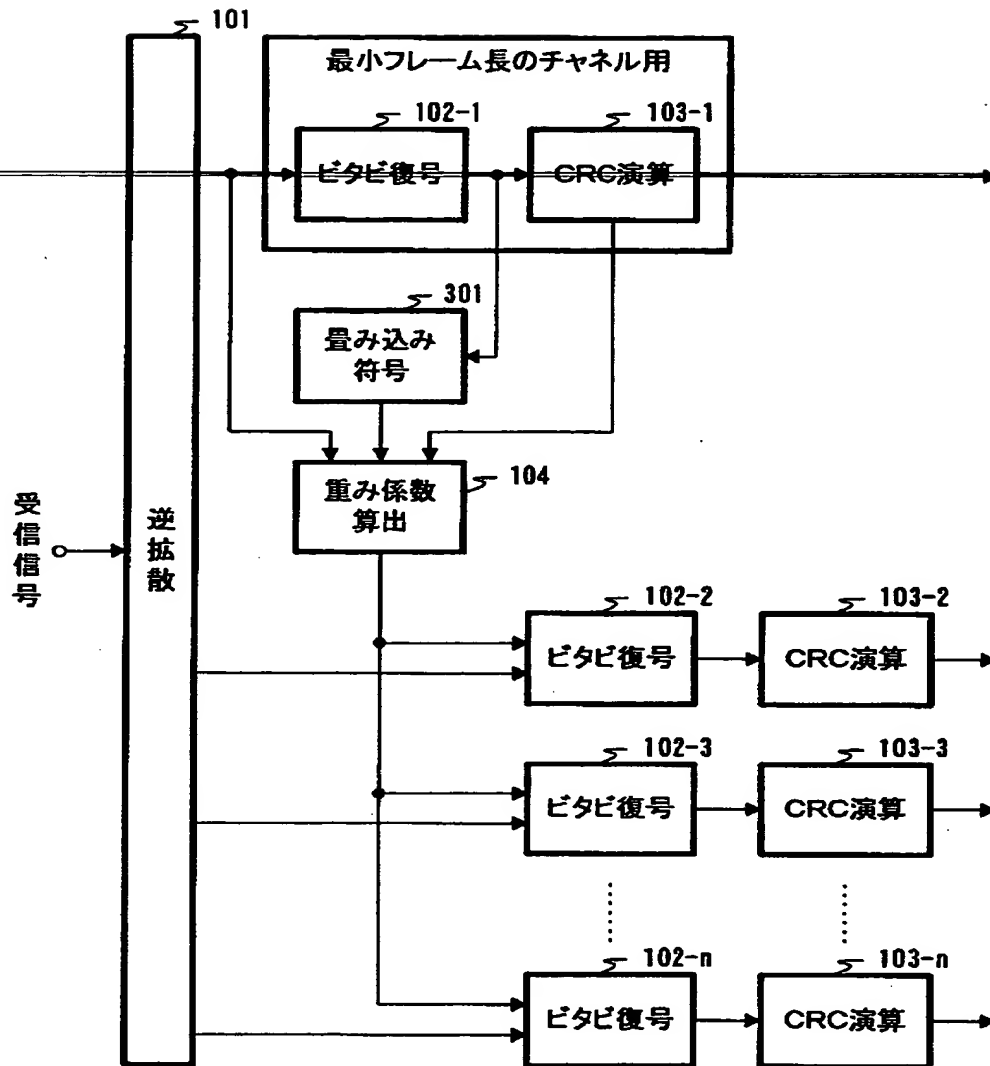 101
最小フレーム長のチャネル用
102-1
103-1
ビタビ復号
CRC演算
301
畳み込み
符号
104
重み係数
算出
受信信号
逆拡散
102-2
103-2
ビタビ復号
CRC演算
102-3
103-3
ビタビ復号
CRC演算
102-n
103-n
ビタビ復号
CRC演算